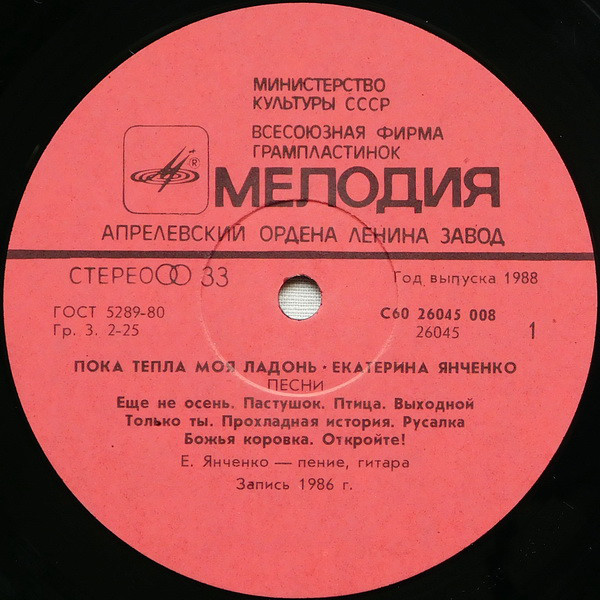 МИНИСТЕРСТВО
КУЛЬТУРЫ СССР
ВСЕСОЮЗНАЯ ФИРМА
ГРАМПЛАСТИНОК
®
МЕЛОДИЯ
АПРЕЛЕВСКИЙ ОРДЕНА ЛЕНИНА ЗАВОД
СТЕРЕО 33
Год выпуска 1988
ГОСТ 5289-80
С60 26045 008
Гр. 3. 2-25
26045 1
ПОКА ТЕПЛА МОЯ ЛАДОНЬ · ЕКАТЕРИНА ЯНЧЕНКО
ПЕСНИ
Еще не осень. Пастушок. Птица. Выходной
Только ты. Прохладная история. Русалка
Божья коровка. Откройте!
Е. Янченко — пение, гитара
Запись 1986 г.